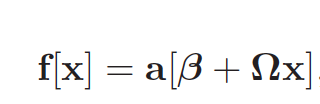 f[x] = a[β + Ωx].